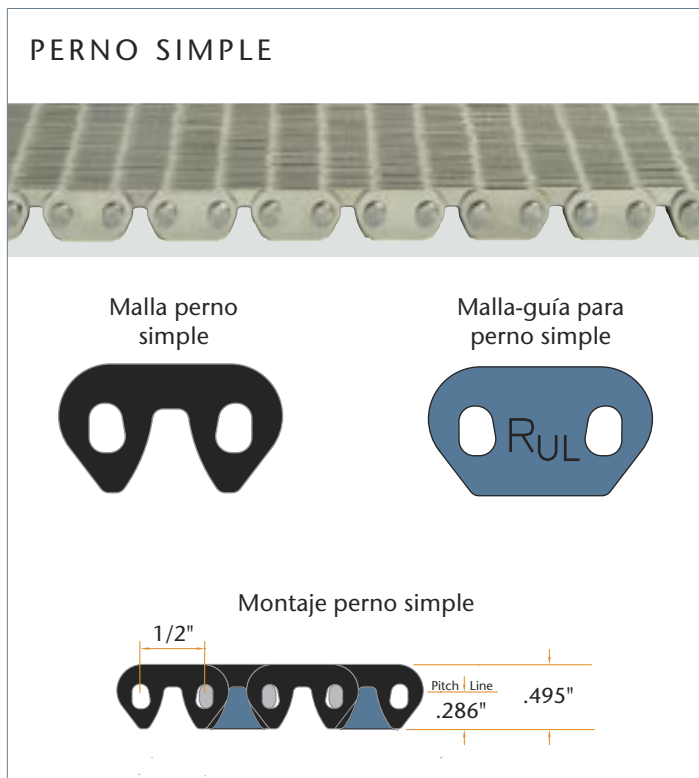 PERNO SIMPLE
Malla perno
simple
Malla-guía para
perno simple
RUL
Montaje perno simple
1/2"
Pitch Line
.286"
.495"